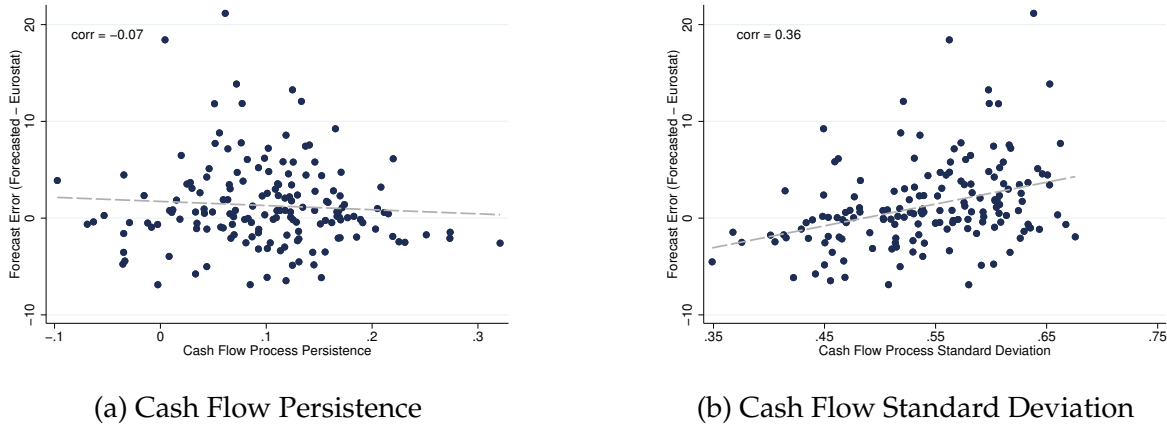 Forecast Error (Forecasted − Eurostat)
20
10
0
−10
corr = −0.07
−.1 0 .1 .2 .3
Cash Flow Process Persistence
(a) Cash Flow Persistence
Forecast Error (Forecasted − Eurostat)
20
10
0
−10
corr = 0.36
.35 .45 .55 .65 .75
Cash Flow Process Standard Deviation
(b) Cash Flow Standard Deviation